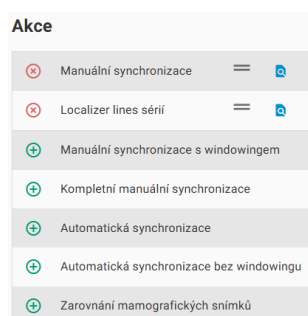 Akce
Manuální synchronizace
Localizer lines sérií
Manuální synchronizace s windowingem
Kompletní manuální synchronizace
Automatická synchronizace
Automatická synchronizace bez windowingu
Zarovnání mamografických snímků